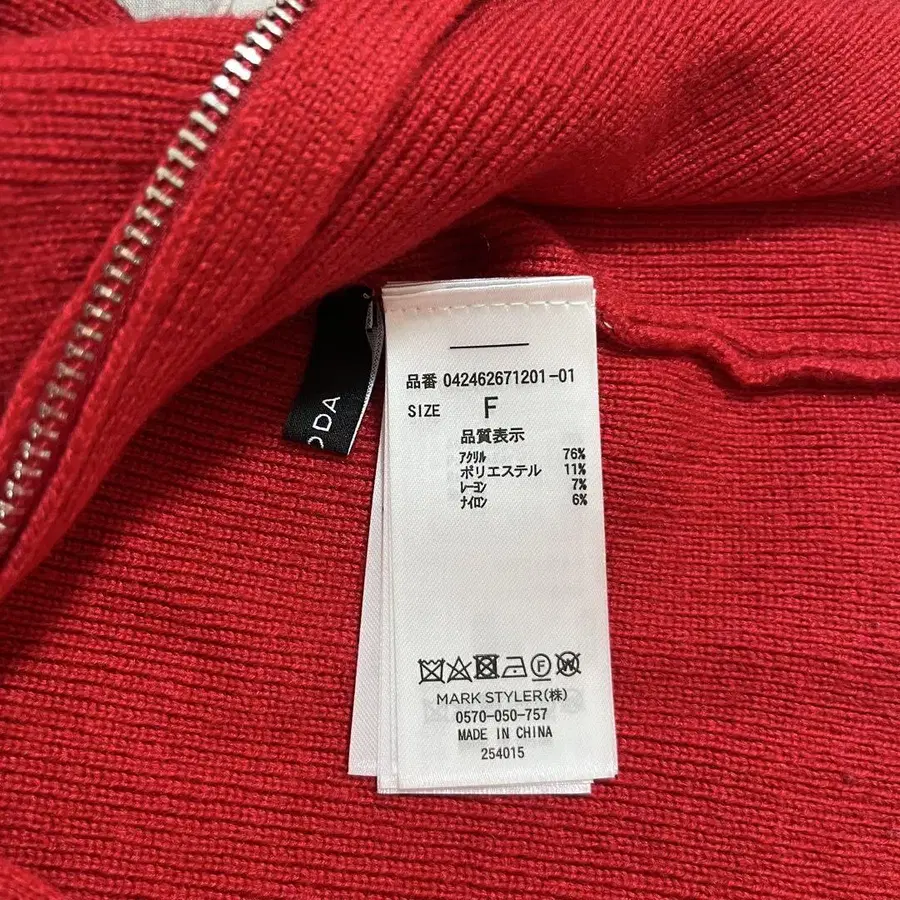 品番 042462671201-01
SIZE F
品質表示
アクリル 76%
ポリエステル 11%
レーヨン 7%
ナイロン 6%
MARK STYLER(株)
0570-050-757
MADE IN CHINA
254015